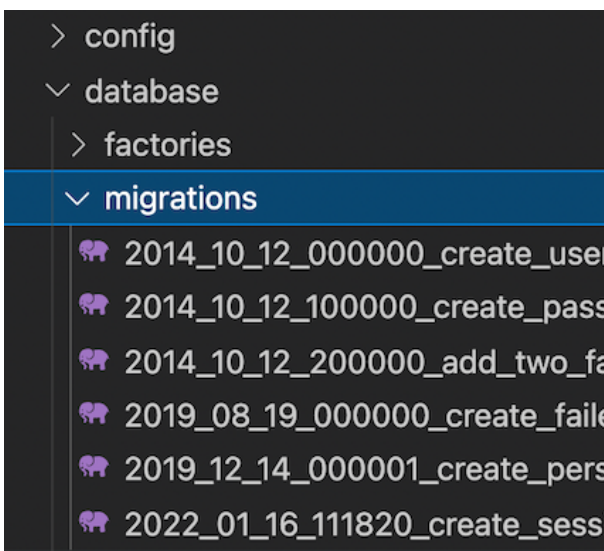 config
database
factories
migrations
2014_10_12_000000_create_user
2014_10_12_100000_create_pass
2014_10_12_200000_add_two_fa
2019_08_19_000000_create_faile
2019_12_14_000001_create_pers
2022_01_16_111820_create_sess